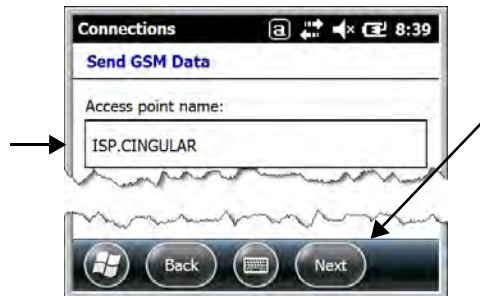 Connections a 8:39
Send GSM Data
Access point name:
ISP.CINGULAR
Back Next